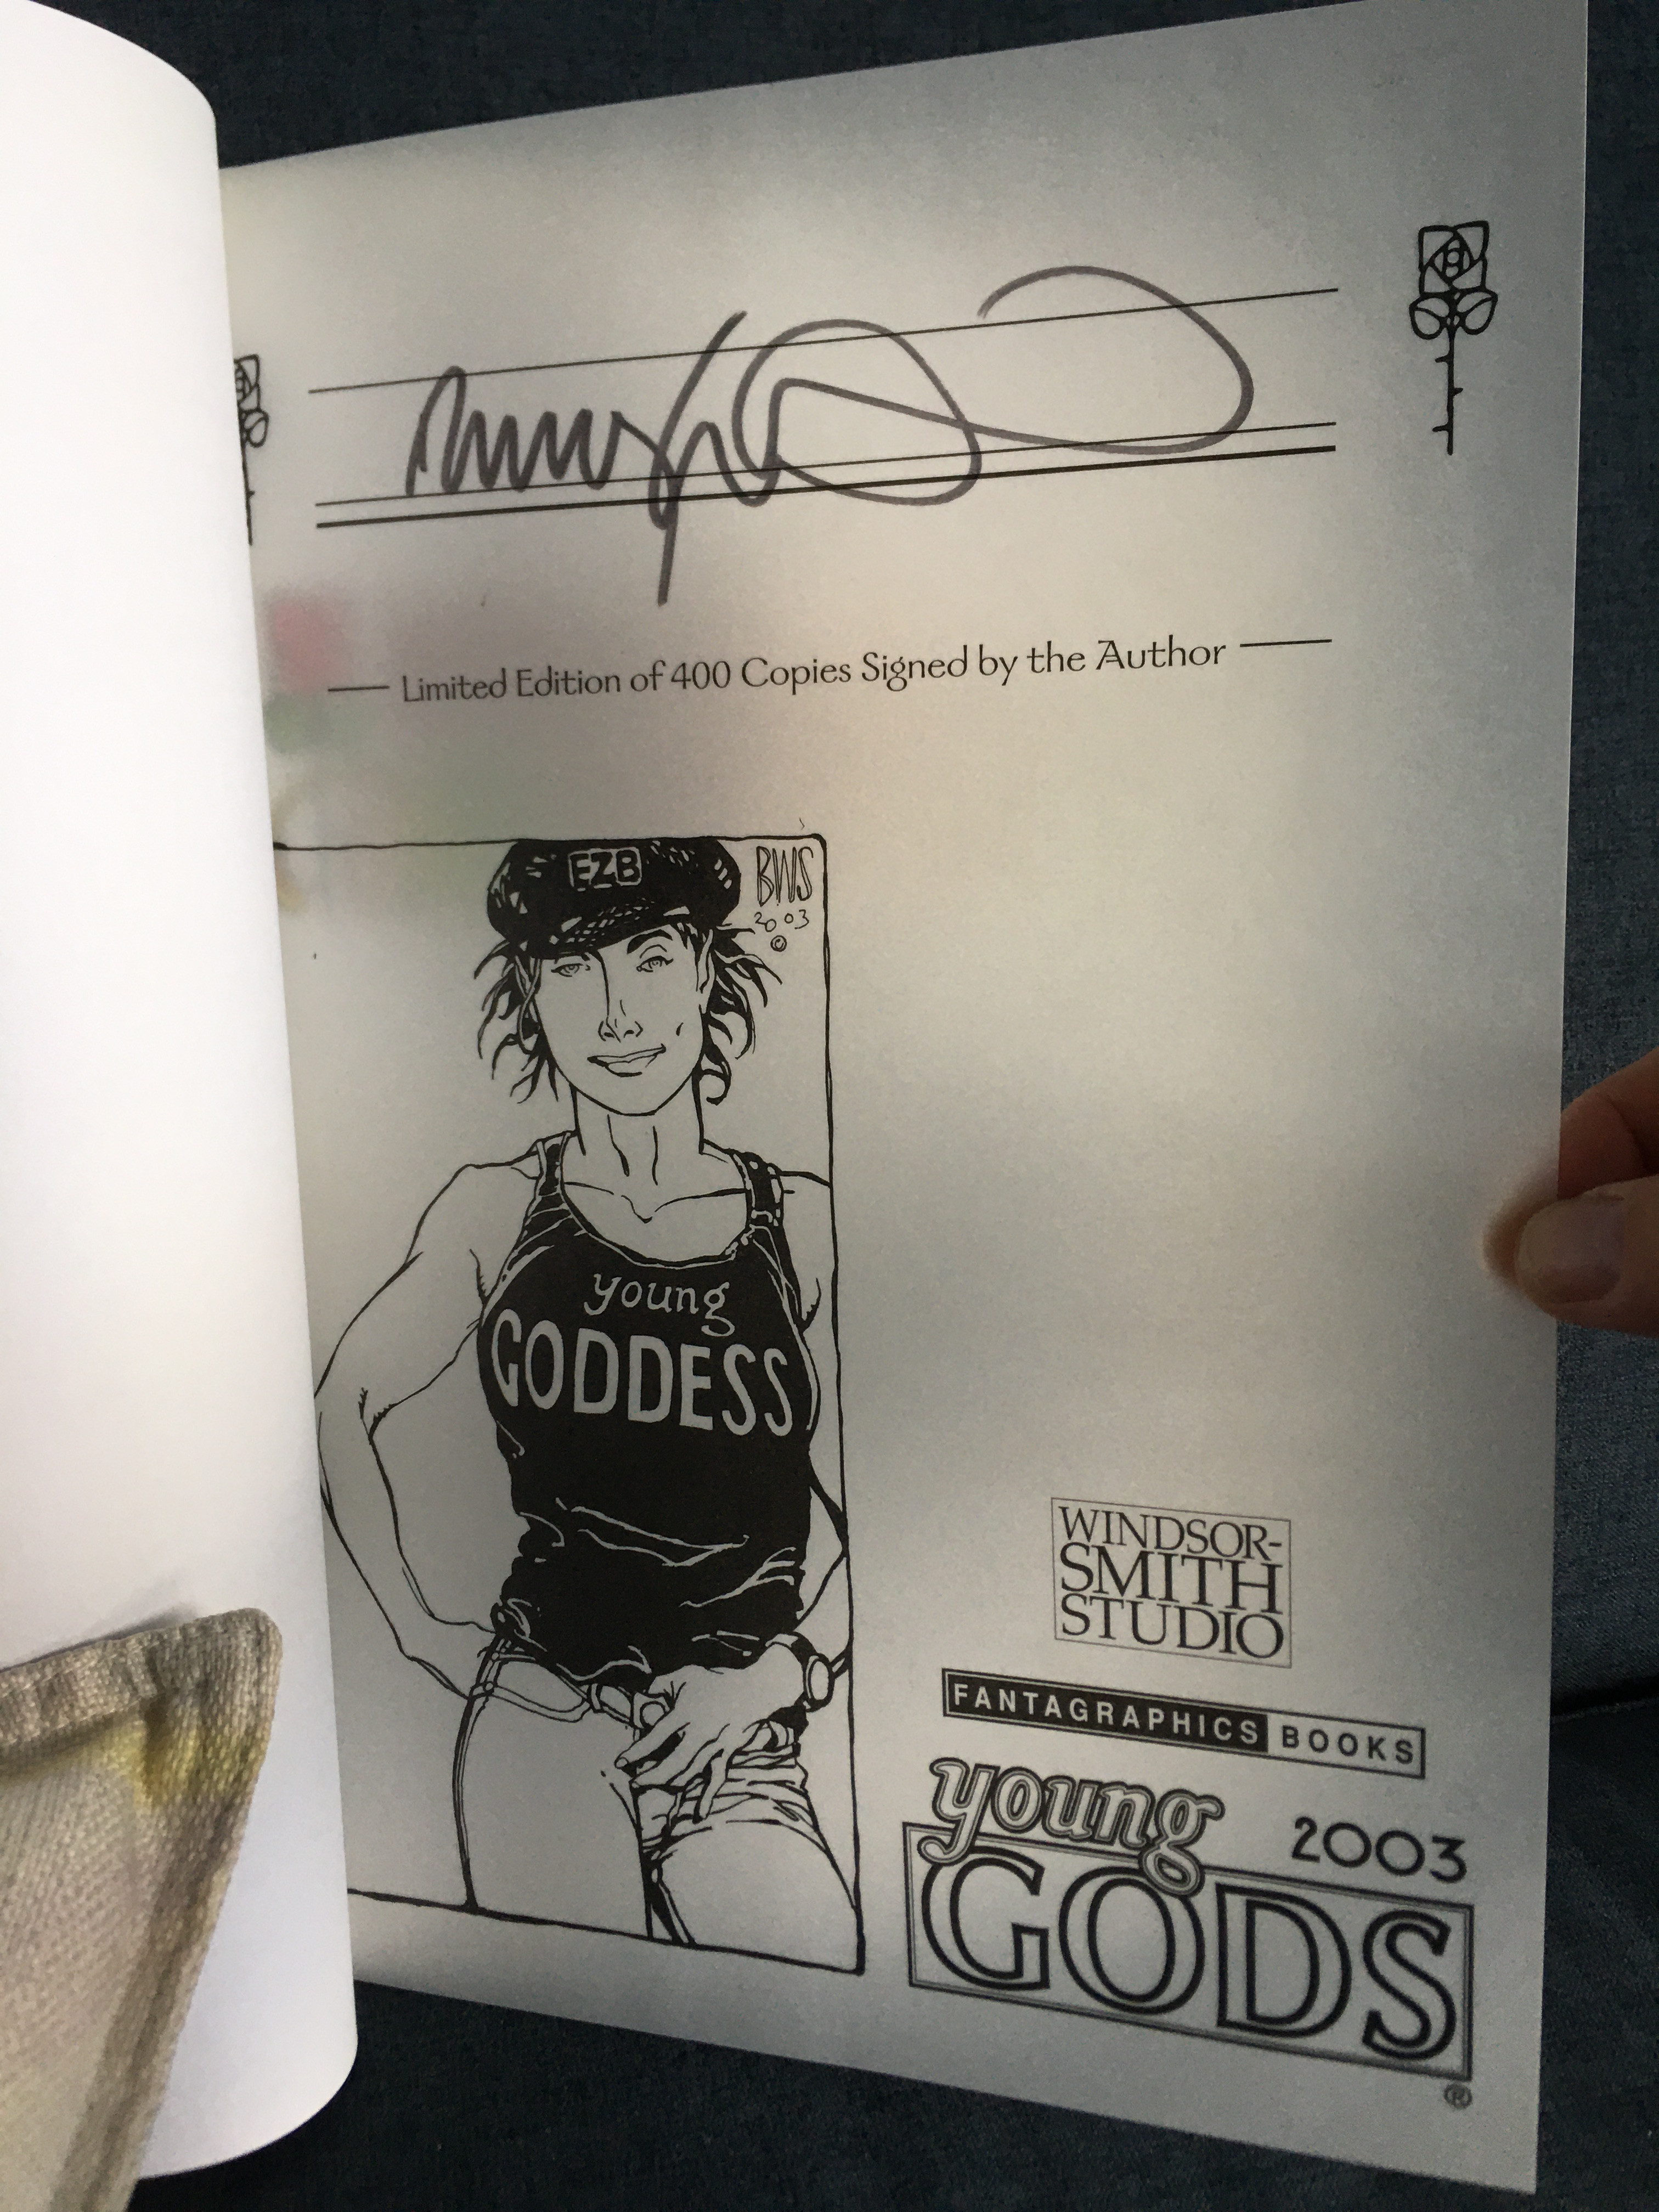 Limited Edition of 400 Copies Signed by the Author
EZB
BWS
2003
©
young
GODDESS
WINDSOR-
SMITH
STUDIO
FANTAGRAPHICS BOOKS
young
2003
GODS
®